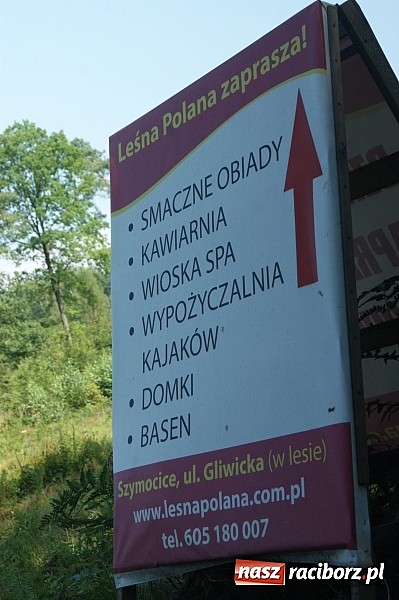 Leśna Polana zaprasza!
• SMACZNE OBIADY
• KAWIARNIA
• WIOSKA SPA
• WYPOŻYCZALNIA
KAJAKÓW
• DOMKI
• BASEN
Szymocice, ul. Gliwicka (w lesie)
www.lesnapolana.com.pl
tel. 605 180 007
nasz raciborz.pl